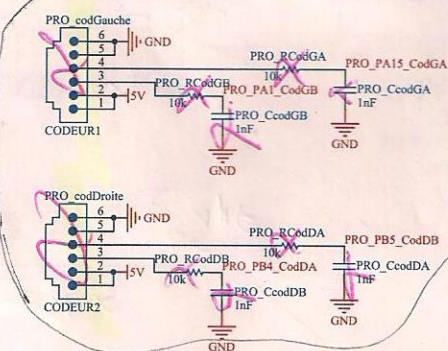 PRO_codGauche
6
5
4
3
2
1
GND
5V
CODEUR1
PRO_RCodGB
10k
PRO_PA1_CodGB
PRO_CcodGB
1nF
GND
PRO_RCodGA
10k
PRO_PA15_CodGA
PRO_CcodGA
1nF
GND
PRO_codDroite
6
5
4
3
2
1
GND
5V
CODEUR2
PRO_RCodDB
10k
PRO_PB4_CodDA
PRO_CcodDB
1nF
GND
PRO_RCodDA
10k
PRO_PB5_CodDB
PRO_CcodDA
1nF
GND